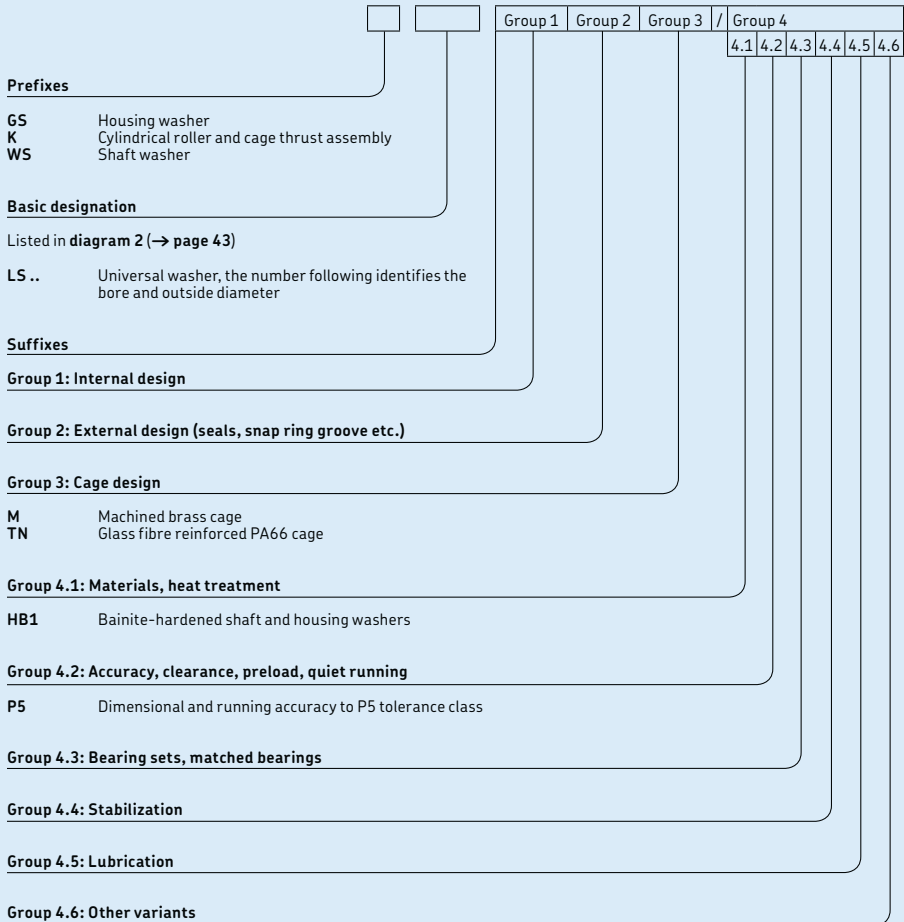 Group 1 Group 2 Group 3 / Group 4
4.1 4.2 4.3 4.4 4.5 4.6
Prefixes
GS Housing washer
K Cylindrical roller and cage thrust assembly
WS Shaft washer
Basic designation
Listed in diagram 2 (→ page 43)
LS .. Universal washer, the number following identifies the
bore and outside diameter
Suffixes
Group 1: Internal design
Group 2: External design (seals, snap ring groove etc.)
Group 3: Cage design
M Machined brass cage
TN Glass fibre reinforced PA66 cage
Group 4.1: Materials, heat treatment
HB1 Bainite-hardened shaft and housing washers
Group 4.2: Accuracy, clearance, preload, quiet running
P5 Dimensional and running accuracy to P5 tolerance class
Group 4.3: Bearing sets, matched bearings
Group 4.4: Stabilization
Group 4.5: Lubrication
Group 4.6: Other variants